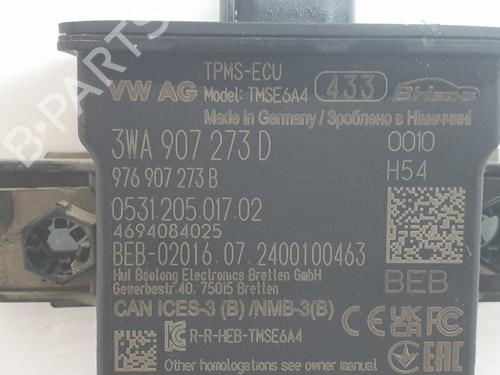 TPMS-ECU
VW AG Model: TMSE6A4 433 BH SENS
Made in Germany / Зроблено в Німеччині
3WA 907 273 D 0010
976 907 273 B H54
0531.205.017.02
4694084025
BEB-02016.07.2400100463
Huf Baolong Electronics Bretten GmbH
Gewerbestr 40, 75015 Bretten BEB
CAN ICES-3 (B) /NMB-3(B) CE UK CA
R-R-HEB-TMSE6A4
Other homologations see owner manual EAC
B-PARTS